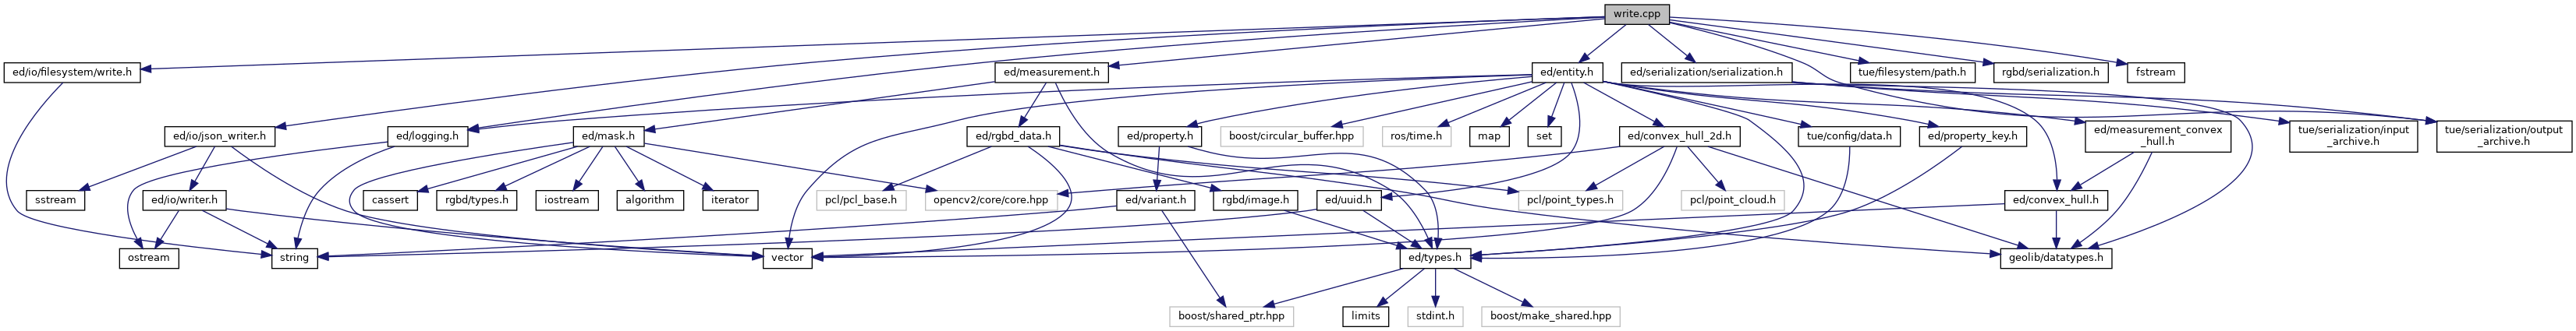 write.cpp
ed/io/filesystem/write.h
ed/measurement.h
ed/entity.h
ed/serialization/serialization.h
tue/filesystem/path.h
rgbd/serialization.h
fstream
ed/io/json_writer.h
ed/logging.h
ed/mask.h
ed/rgbd_data.h
ed/property.h
boost/circular_buffer.hpp
ros/time.h
map
set
ed/convex_hull_2d.h
tue/config/data.h
ed/property_key.h
ed/measurement_convex
_hull.h
tue/serialization/input
_archive.h
tue/serialization/output
_archive.h
sstream
ed/io/writer.h
cassert
rgbd/types.h
iostream
algorithm
iterator
pcl/pcl_base.h
opencv2/core/core.hpp
ed/variant.h
rgbd/image.h
ed/uuid.h
pcl/point_types.h
pcl/point_cloud.h
ed/convex_hull.h
ostream
string
vector
ed/types.h
geolib/datatypes.h
boost/shared_ptr.hpp
limits
stdint.h
boost/make_shared.hpp